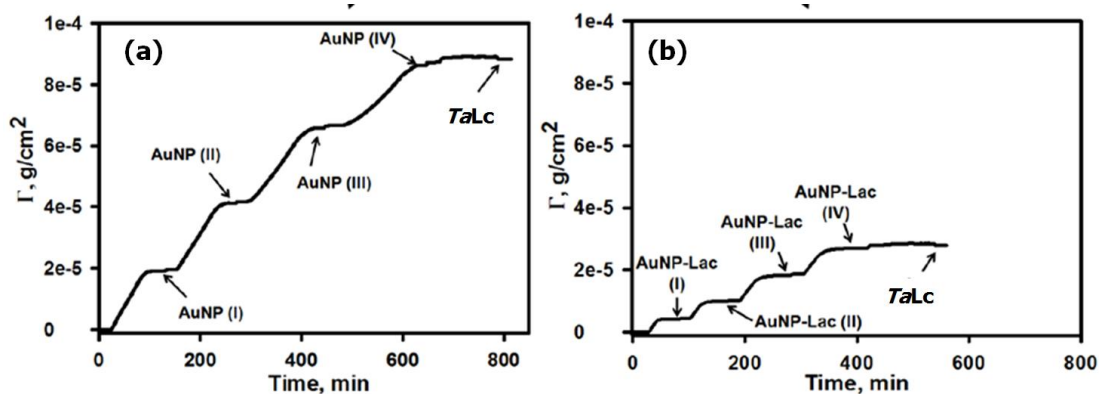 (a)
1e-4
8e-5
6e-5
4e-5
2e-5
0
Γ, g/cm2
AuNP (I)
AuNP (II)
AuNP (III)
AuNP (IV)
TaLc
0 200 400 600 800
Time, min
(b)
1e-4
8e-5
6e-5
4e-5
2e-5
0
Γ, g/cm2
AuNP-Lac
(I)
AuNP-Lac (II)
AuNP-Lac
(III)
AuNP-Lac
(IV)
TaLc
0 200 400 600 800
Time, min